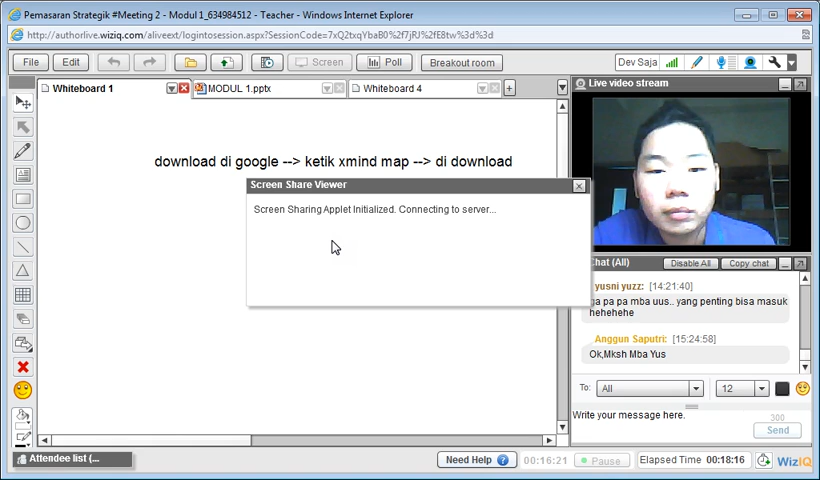 Pemasaran Strategik #Meeting 2 - Modul 1_634984512 - Teacher - Windows Internet Explorer
http://authorlive.wiziq.com/aliveext/logintosession.aspx?SessionCode=7xQ2txqYbaB0%2f7jRJ%2fE8tw%3d%3d
File Edit Screen Poll Breakout room Dev Saja
Whiteboard 1 MODUL 1.pptx Whiteboard 4
Live video stream
download di google --> ketik xmind map --> di download
Screen Share Viewer
Screen Sharing Applet Initialized. Connecting to server...
Chat (All) Disable All Copy chat
yusni yuzz: [14:21:40]
pa pa mba uus.. yang penting bisa masuk
hehehehe
Anggun Saputri: [15:24:58]
Ok,Mksh Mba Yus
To: All 12
Write your message here.
300
Send
Attendee list (...
Need Help ? 00:16:21 Pause Elapsed Time 00:18:16 WizIQ